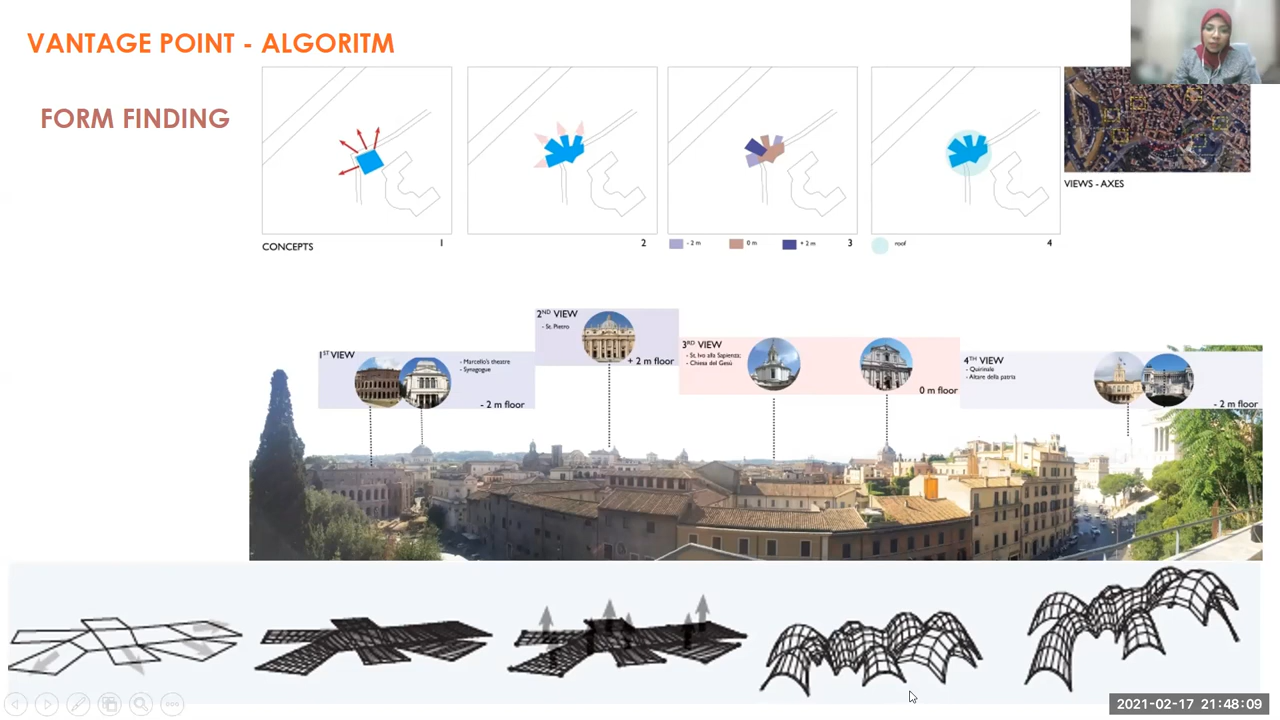 VANTAGE POINT - ALGORITM
FORM FINDING
CONCEPTS
1
2
- 2 m
0 m
+ 2 m
3
roof
4
VIEWS - AXES
1ST VIEW
- Marcello's theatre
- Synagogue
- 2 m floor
2ND VIEW
- St. Pietro
+ 2 m floor
3RD VIEW
- St. Ivo alla Sapienza;
- Chiesa del Gesù
0 m floor
4TH VIEW
- Quirinale
- Altare della patria
- 2 m floor
2021-02-17 21:48:09